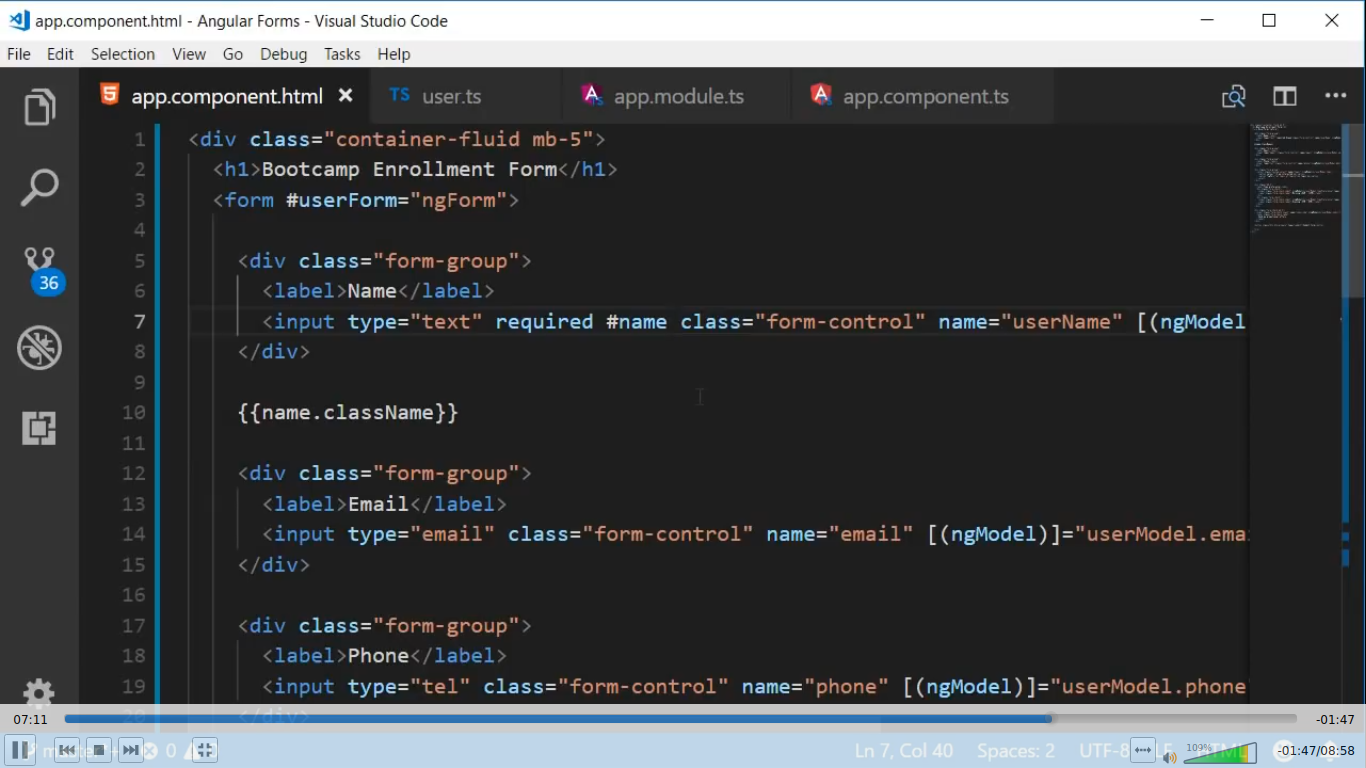 app.component.html - Angular Forms - Visual Studio Code
File Edit Selection View Go Debug Tasks Help
app.component.html TS user.ts app.module.ts app.component.ts
1 <div class="container-fluid mb-5">
2 <h1>Bootcamp Enrollment Form</h1>
3 <form #userForm="ngForm">
4
5 <div class="form-group">
6 <label>Name</label>
7 <input type="text" required #name class="form-control" name="userName" [(ngModel
8 </div>
9
10 {{name.className}}
11
12 <div class="form-group">
13 <label>Email</label>
14 <input type="email" class="form-control" name="email" [(ngModel)]="userModel.emai
15 </div>
16
17 <div class="form-group">
18 <label>Phone</label>
19 <input type="tel" class="form-control" name="phone" [(ngModel)]="userModel.phone
20 </div>
36
07:11 -01:47
0 Ln 7, Col 40 Spaces: 2 UTF-8 LF HTML 109% -01:47/08:58